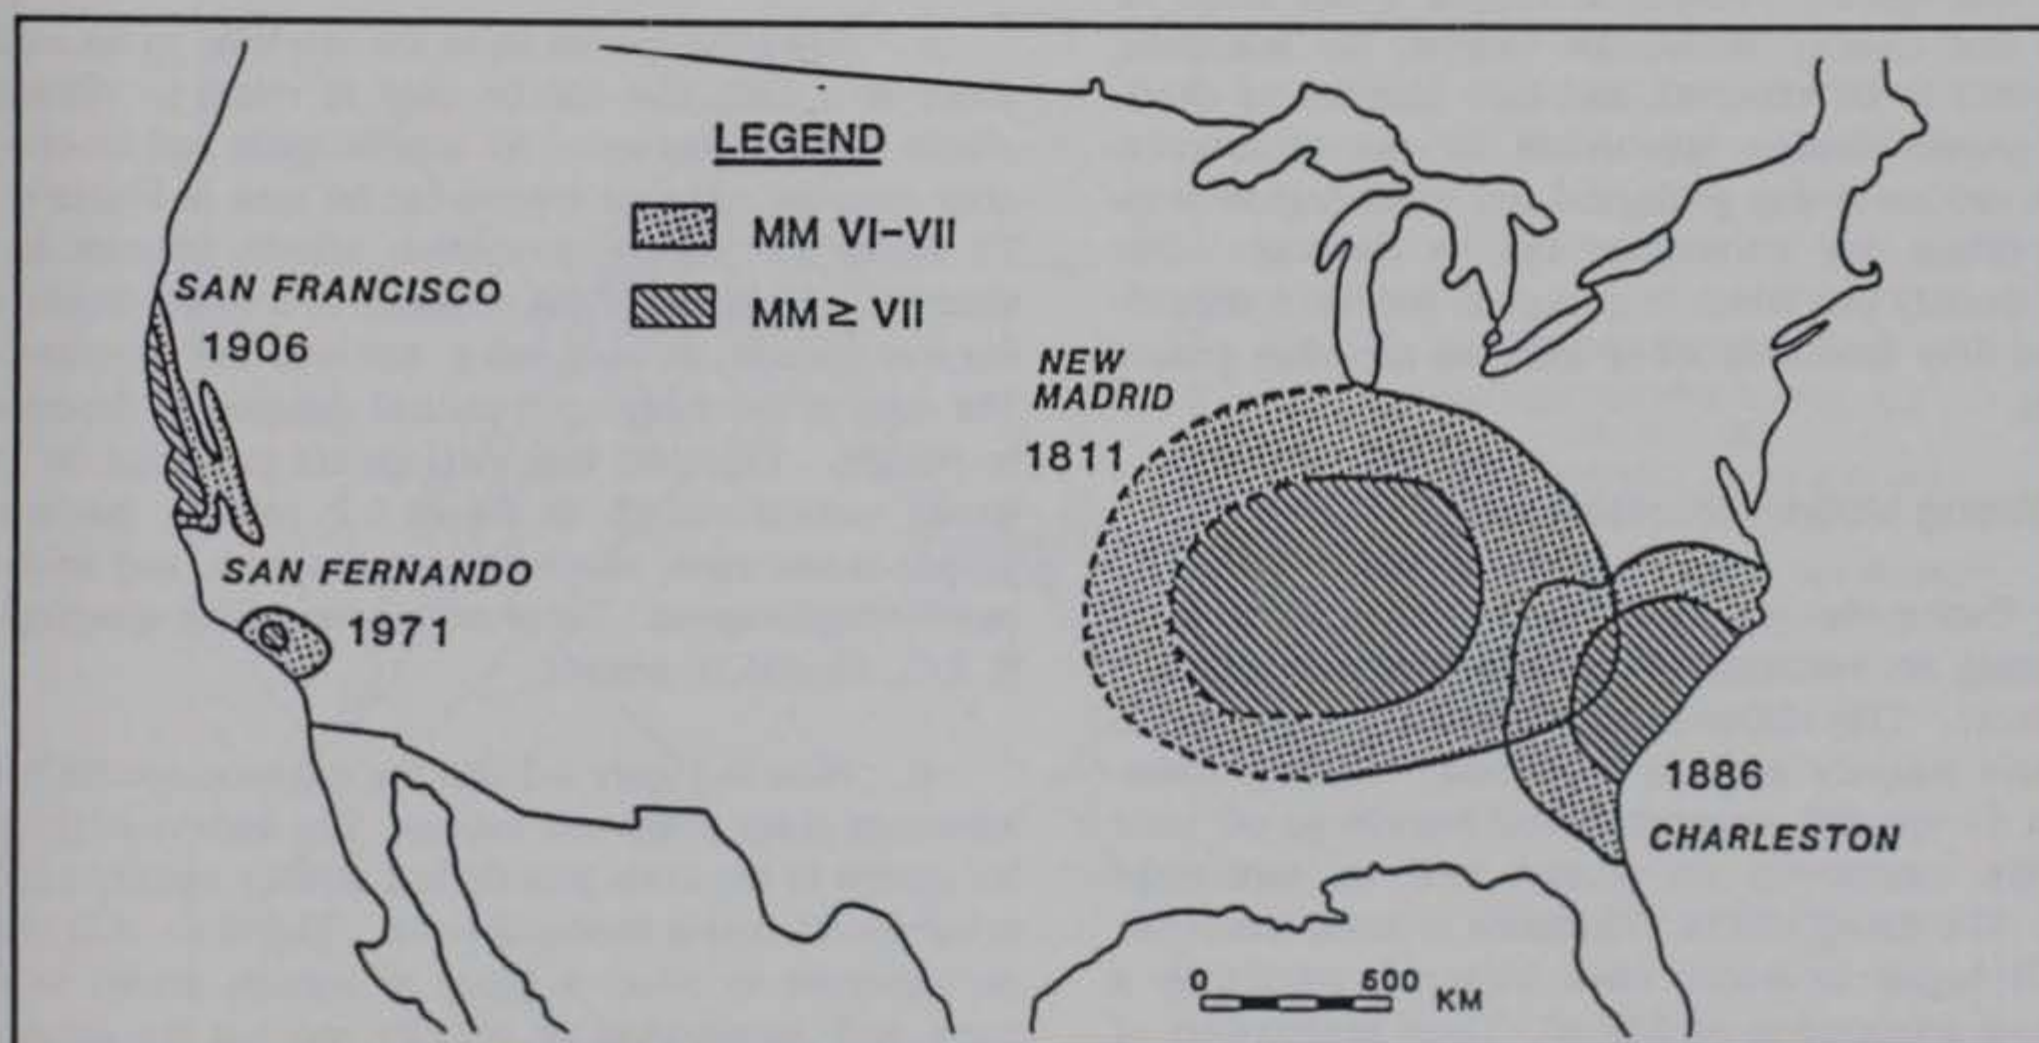 LEGEND
MM VI-VII
MM ≥ VII
SAN FRANCISCO
1906
SAN FERNANDO
1971
NEW
MADRID
1811
1886
CHARLESTON
0 500 KM